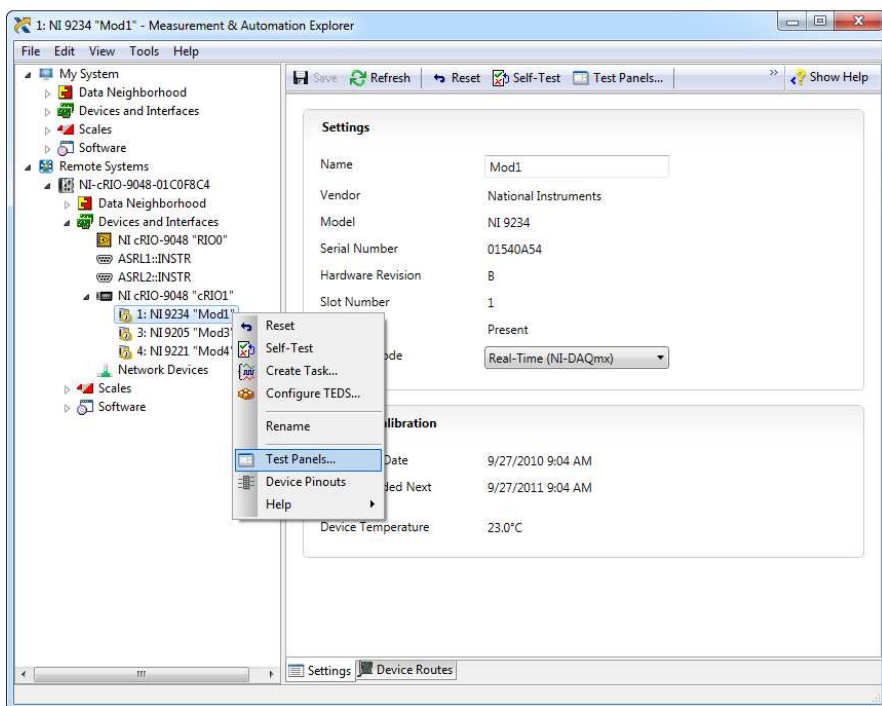 1: NI 9234 "Mod1" - Measurement & Automation Explorer
File Edit View Tools Help
My System
Data Neighborhood
Devices and Interfaces
Scales
Software
Remote Systems
NI-cRIO-9048-01C0F8C4
Data Neighborhood
Devices and Interfaces
NI cRIO-9048 "RIO0"
ASRL1::INSTR
ASRL2::INSTR
NI cRIO-9048 "cRIO1"
1: NI 9234 "Mod1"
3: NI 9205 "Mod3"
4: NI 9221 "Mod4"
Network Devices
Scales
Software
Reset
Self-Test
Create Task...
Configure TEDS...
Rename
Test Panels...
Device Pinouts
Help
Save Refresh Reset Self-Test Test Panels... » Show Help
Settings
Name Mod1
Vendor National Instruments
Model NI 9234
Serial Number 01540A54
Hardware Revision B
Slot Number 1
Present
Real-Time (NI-DAQmx)
Date 9/27/2010 9:04 AM
Next 9/27/2011 9:04 AM
Device Temperature 23.0°C
Settings Device Routes